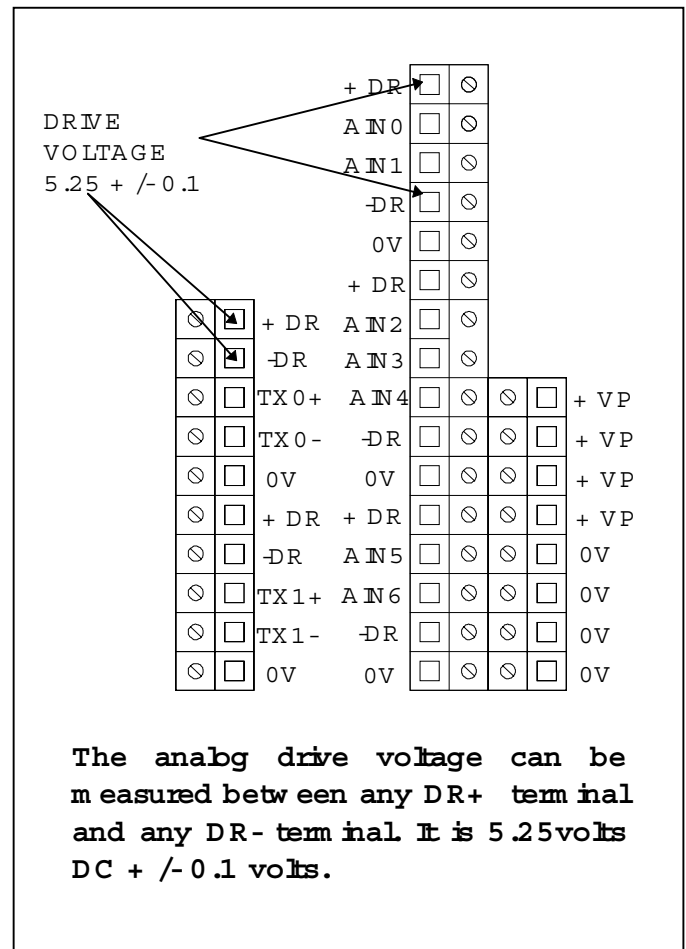 DRIVE
VOLTAGE
5.25 +/-0.1
+DR
AIN0
AIN1
-DR
0V
+DR
AIN2
AIN3
AIN4
-DR
0V
+DR
AIN5
AIN6
-DR
0V
+DR
-DR
TX0+
TX0-
0V
+DR
-DR
TX1+
TX1-
0V
+VP
+VP
+VP
+VP
0V
0V
0V
0V
The analog drive voltage can be
measured between any DR+ terminal
and any DR- terminal. It is 5.25volts
DC +/-0.1 volts.